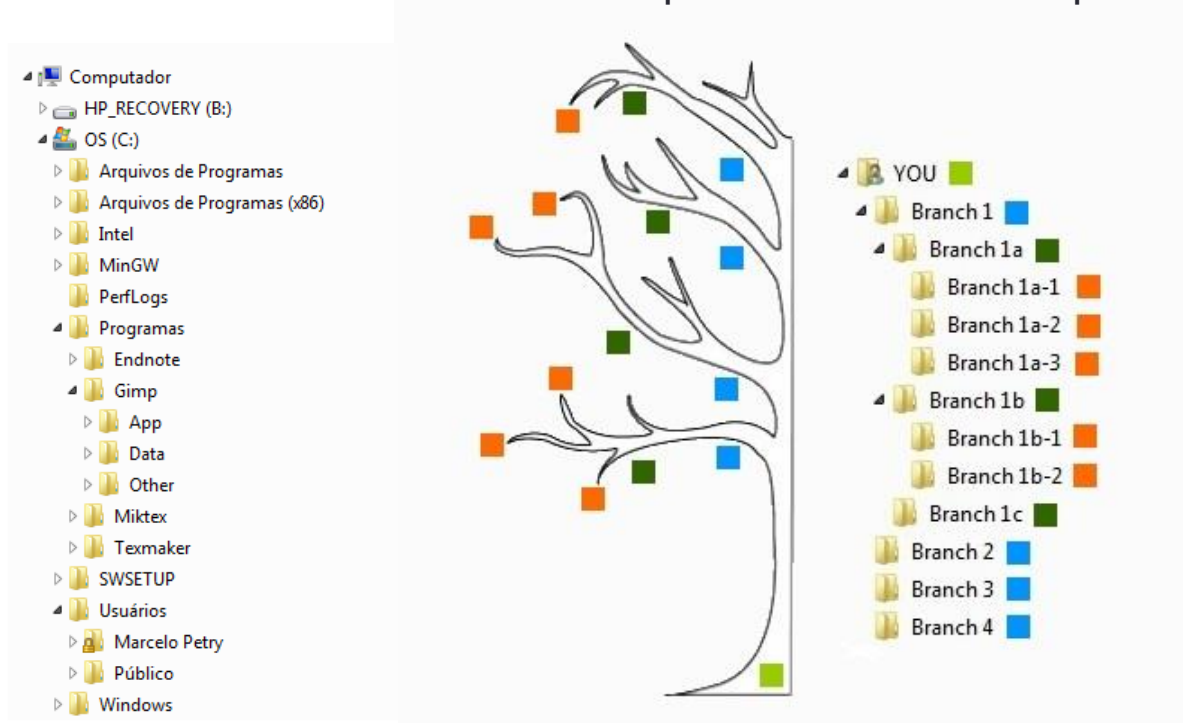 Computador
HP_RECOVERY (B:)
OS (C:)
Arquivos de Programas
Arquivos de Programas (x86)
Intel
MinGW
PerfLogs
Programas
Endnote
Gimp
App
Data
Other
Miktex
Texmaker
SWSETUP
Usuários
Marcelo Petry
Público
Windows
YOU
Branch 1
Branch 1a
Branch 1a-1
Branch 1a-2
Branch 1a-3
Branch 1b
Branch 1b-1
Branch 1b-2
Branch 1c
Branch 2
Branch 3
Branch 4